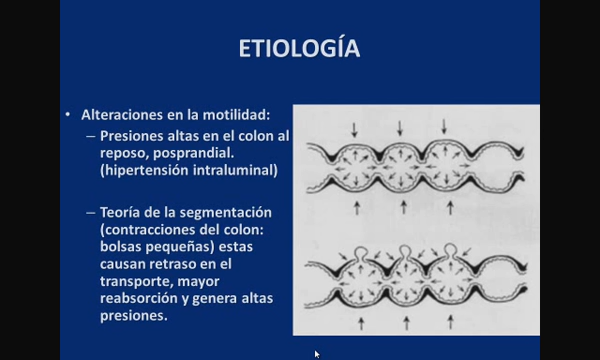 ETIOLOGÍA
• Alteraciones en la motilidad:
– Presiones altas en el colon al
reposo, posprandial.
(hipertensión intraluminal)
– Teoría de la segmentación
(contracciones del colon:
bolsas pequeñas) estas
causan retraso en el
transporte, mayor
reabsorción y genera altas
presiones.